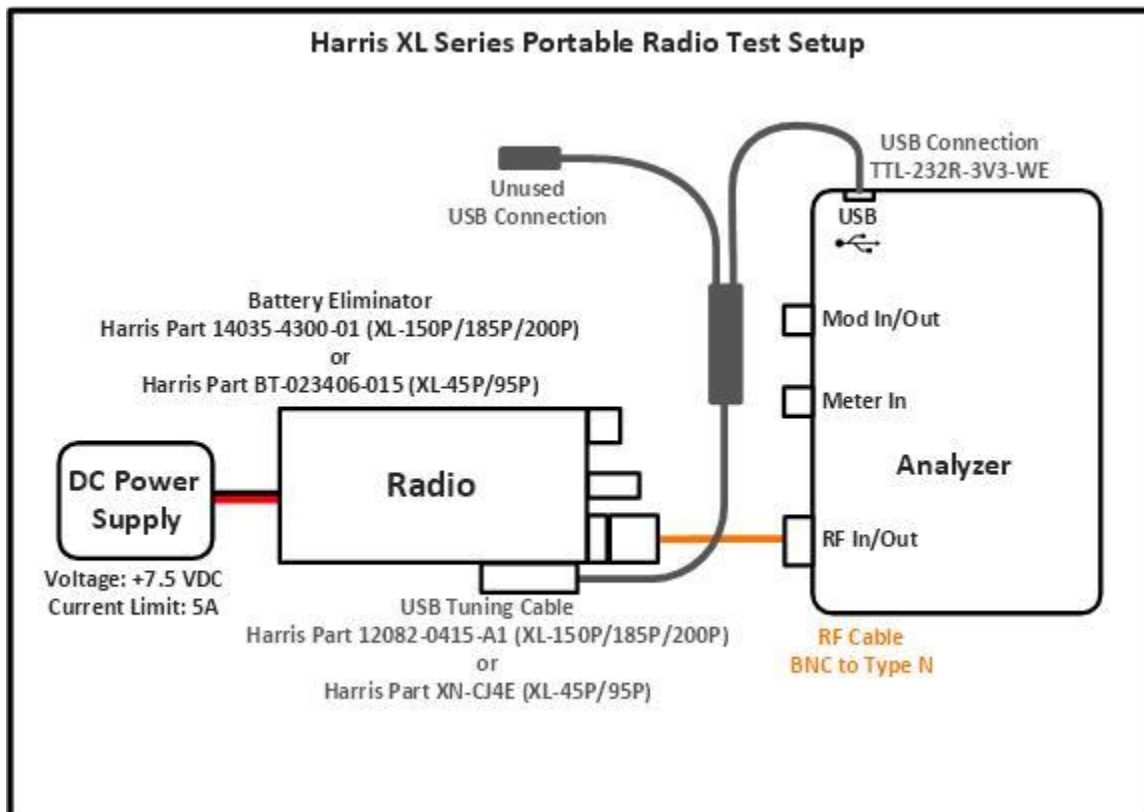 Harris XL Series Portable Radio Test Setup
USB Connection
TTL-232R-3V3-WE
Unused
USB Connection
USB
Battery Eliminator
Harris Part 14035-4300-01 (XL-150P/185P/200P)
or
Harris Part BT-023406-015 (XL-45P/95P)
Mod In/Out
Meter In
Analyzer
DC Power
Supply
Radio
RF In/Out
Voltage: +7.5 VDC
Current Limit: 5A
USB Tuning Cable
Harris Part 12082-0415-A1 (XL-150P/185P/200P)
or
Harris Part XN-CJ4E (XL-45P/95P)
RF Cable
BNC to Type N